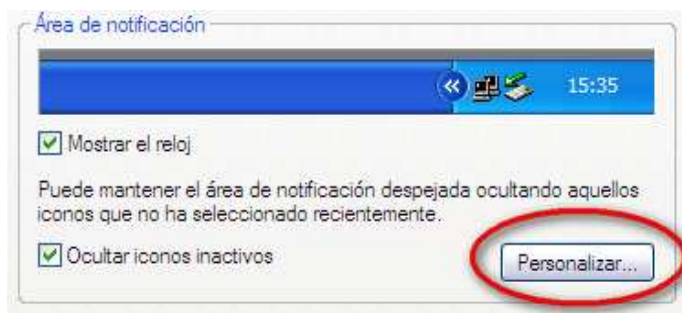 Área de notificación
15:35
Mostrar el reloj
Puede mantener el área de notificación despejada ocultando aquellos
iconos que no ha seleccionado recientemente.
Ocultar iconos inactivos
Personalizar...